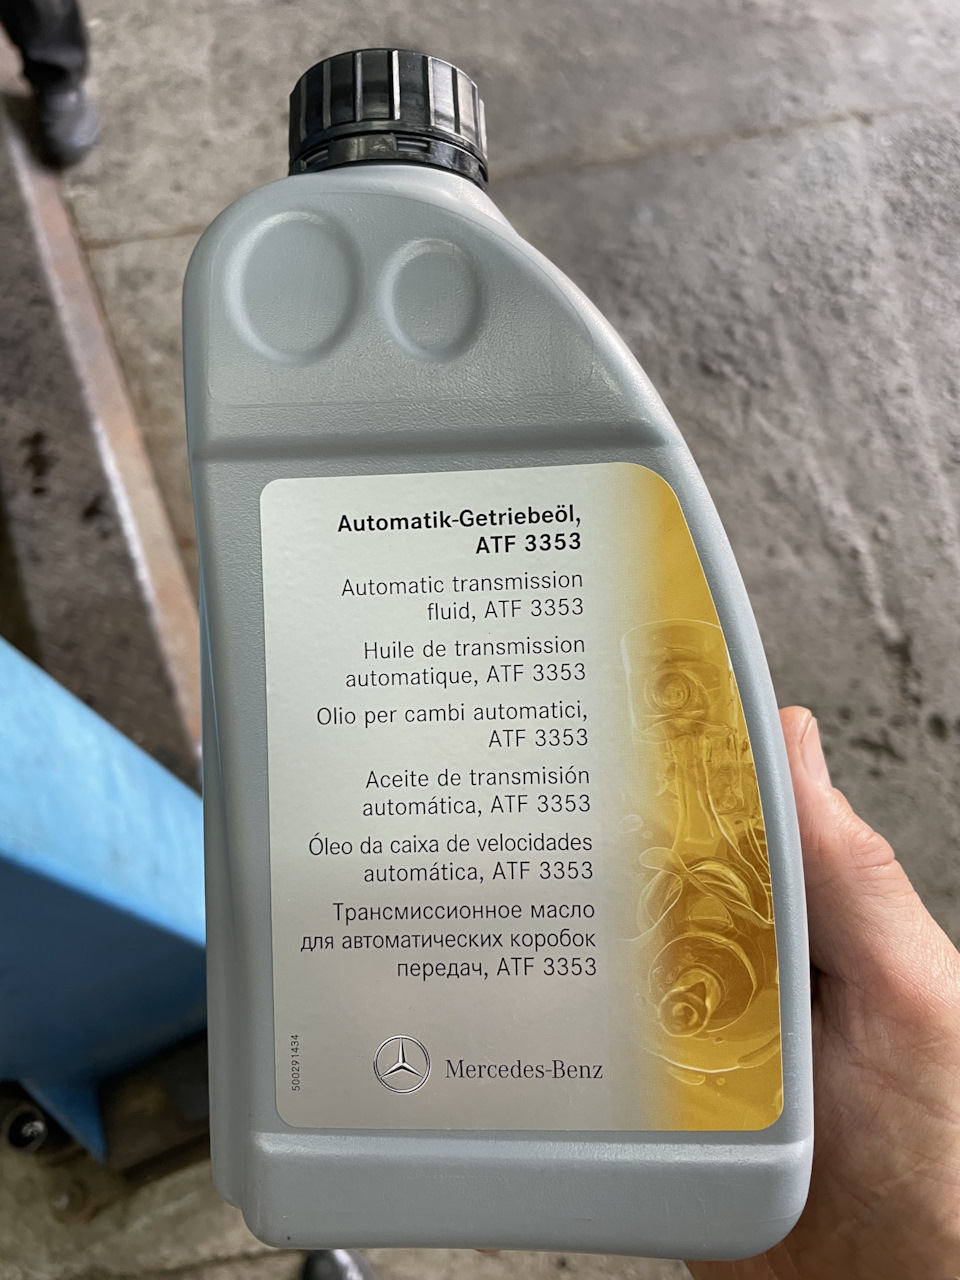 Automatik-Getriebeöl,
ATF 3353
Automatic transmission
fluid, ATF 3353
Huile de transmission
automatique, ATF 3353
Olio per cambi automatici,
ATF 3353
Aceite de transmisión
automática, ATF 3353
Óleo da caixa de velocidades
automática, ATF 3353
Трансмиссионное масло
для автоматических коробок
передач, ATF 3353
500291434
Mercedes-Benz